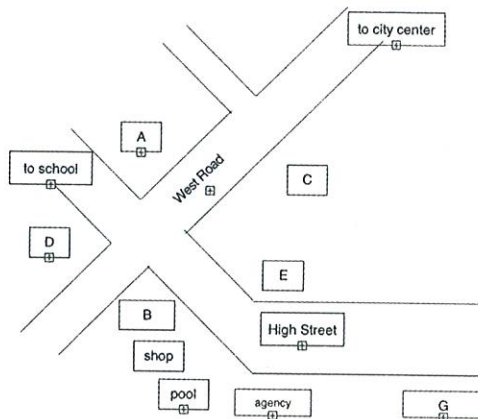 to city center
A
to school
West Road
C
D
E
B
High Street
shop
pool
agency
G